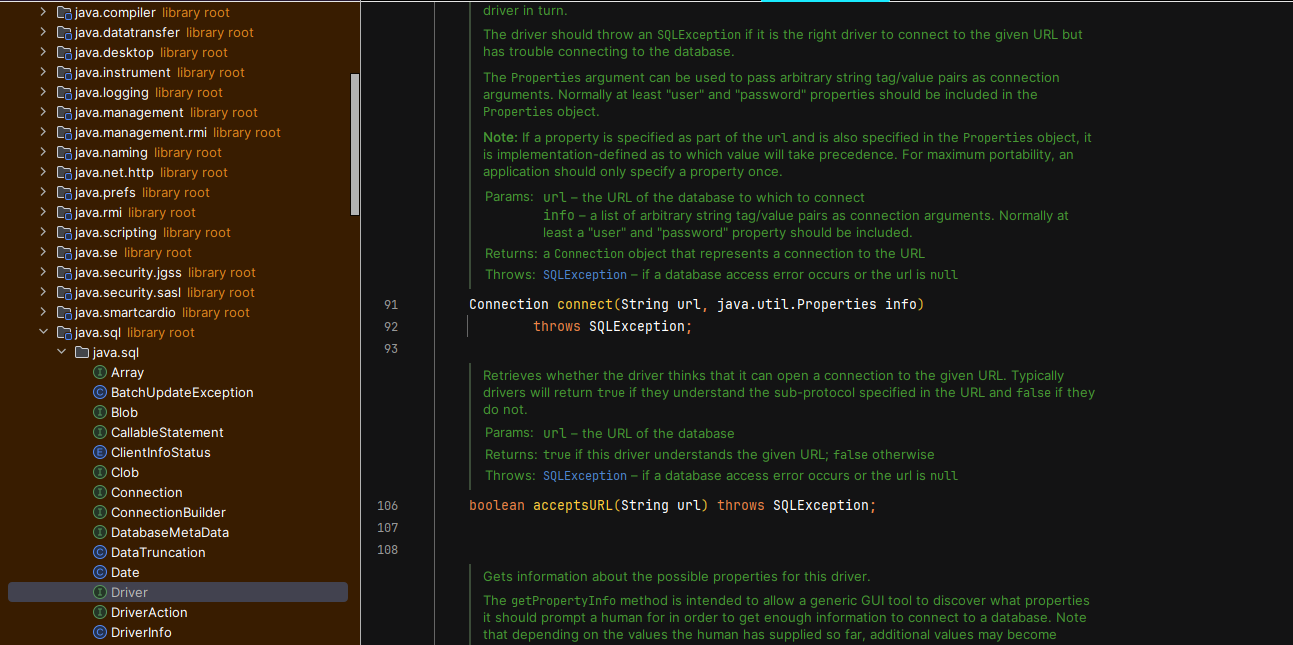 java.compiler library root
java.datatransfer library root
java.desktop library root
java.instrument library root
java.logging library root
java.management library root
java.management.rmi library root
java.naming library root
java.net.http library root
java.prefs library root
java.rmi library root
java.scripting library root
java.se library root
java.security.jgss library root
java.security.sasl library root
java.smartcardio library root
java.sql library root
java.sql
I Array
C BatchUpdateException
I Blob
I CallableStatement
E ClientInfoStatus
I Clob
I Connection
I ConnectionBuilder
I DatabaseMetaData
C DataTruncation
C Date
I Driver
I DriverAction
C DriverInfo
driver in turn.
The driver should throw an SQLException if it is the right driver to connect to the given URL but
has trouble connecting to the database.
The Properties argument can be used to pass arbitrary string tag/value pairs as connection
arguments. Normally at least "user" and "password" properties should be included in the
Properties object.
Note: If a property is specified as part of the url and is also specified in the Properties object, it
is implementation-defined as to which value will take precedence. For maximum portability, an
application should only specify a property once.
Params: url – the URL of the database to which to connect
info – a list of arbitrary string tag/value pairs as connection arguments. Normally at
least a "user" and "password" property should be included.
Returns: a Connection object that represents a connection to the URL
Throws: SQLException – if a database access error occurs or the url is null
91 Connection connect(String url, java.util.Properties info)
92 throws SQLException;
93
Retrieves whether the driver thinks that it can open a connection to the given URL. Typically
drivers will return true if they understand the sub-protocol specified in the URL and false if they
do not.
Params: url – the URL of the database
Returns: true if this driver understands the given URL; false otherwise
Throws: SQLException – if a database access error occurs or the url is null
106 boolean acceptsURL(String url) throws SQLException;
107
108
Gets information about the possible properties for this driver.
The getPropertyInfo method is intended to allow a generic GUI tool to discover what properties
it should prompt a human for in order to get enough information to connect to a database. Note
that depending on the values the human has supplied so far, additional values may become